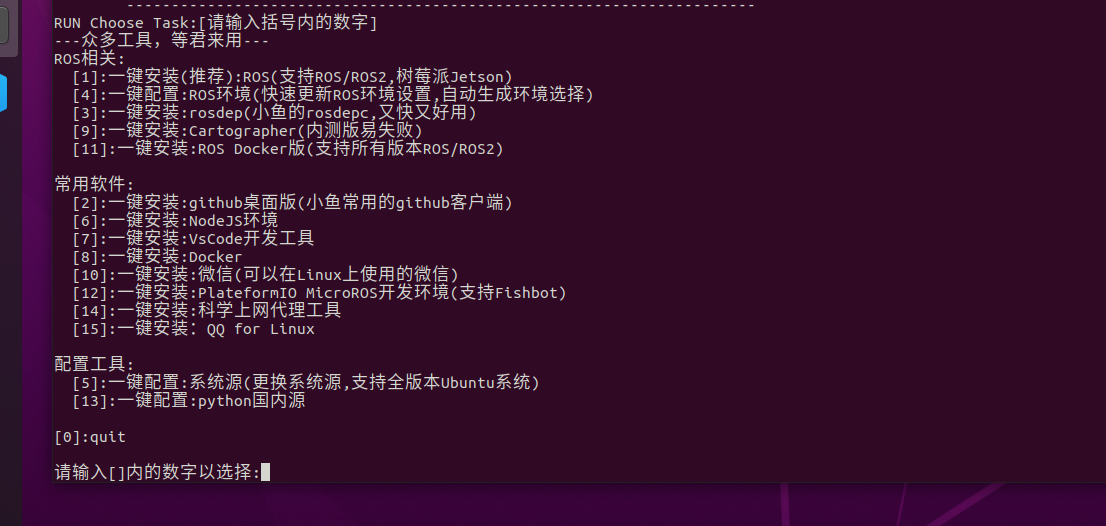 --------------------------------------------------------------------
RUN Choose Task:[请输入括号内的数字]
---众多工具，等君来用---
ROS相关:
[1]:一键安装(推荐):ROS(支持ROS/ROS2,树莓派Jetson)
[4]:一键配置:ROS环境(快速更新ROS环境设置,自动生成环境选择)
[3]:一键安装:rosdep(小鱼的rosdepc,又快又好用)
[9]:一键安装:Cartographer(内测版易失败)
[11]:一键安装:ROS Docker版(支持所有版本ROS/ROS2)
常用软件:
[2]:一键安装:github桌面版(小鱼常用的github客户端)
[6]:一键安装:NodeJS环境
[7]:一键安装:VsCode开发工具
[8]:一键安装:Docker
[10]:一键安装:微信(可以在Linux上使用的微信)
[12]:一键安装:PlateformIO MicroROS开发环境(支持Fishbot)
[14]:一键安装:科学上网代理工具
[15]:一键安装：QQ for Linux
配置工具:
[5]:一键配置:系统源(更换系统源,支持全版本Ubuntu系统)
[13]:一键配置:python国内源
[0]:quit
请输入[]内的数字以选择: